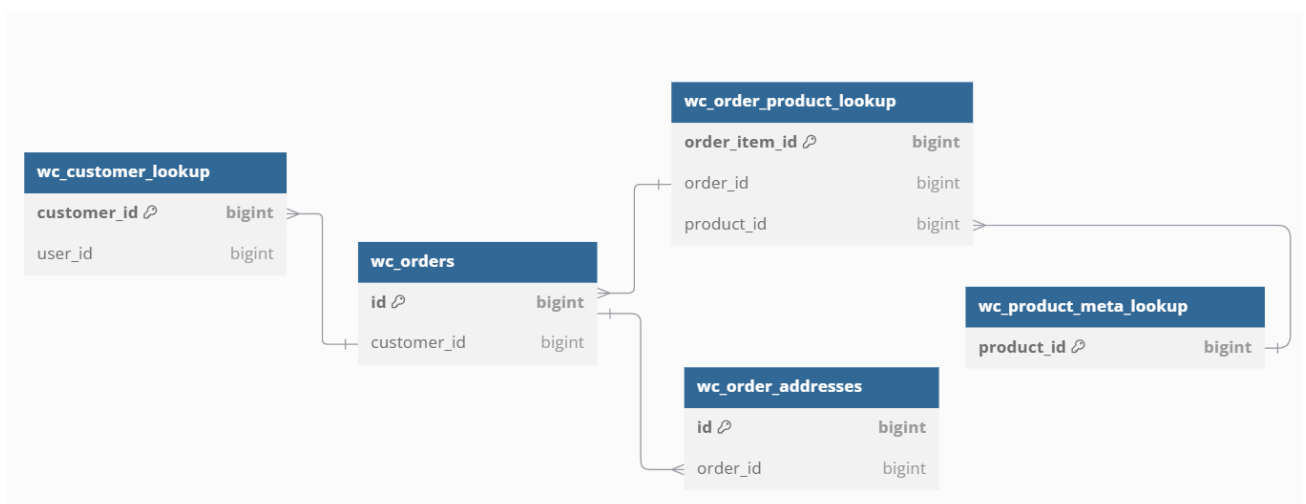 wc_customer_lookup
customer_id bigint
user_id bigint
wc_orders
id bigint
customer_id bigint
wc_order_product_lookup
order_item_id bigint
order_id bigint
product_id bigint
wc_product_meta_lookup
product_id bigint
wc_order_addresses
id bigint
order_id bigint